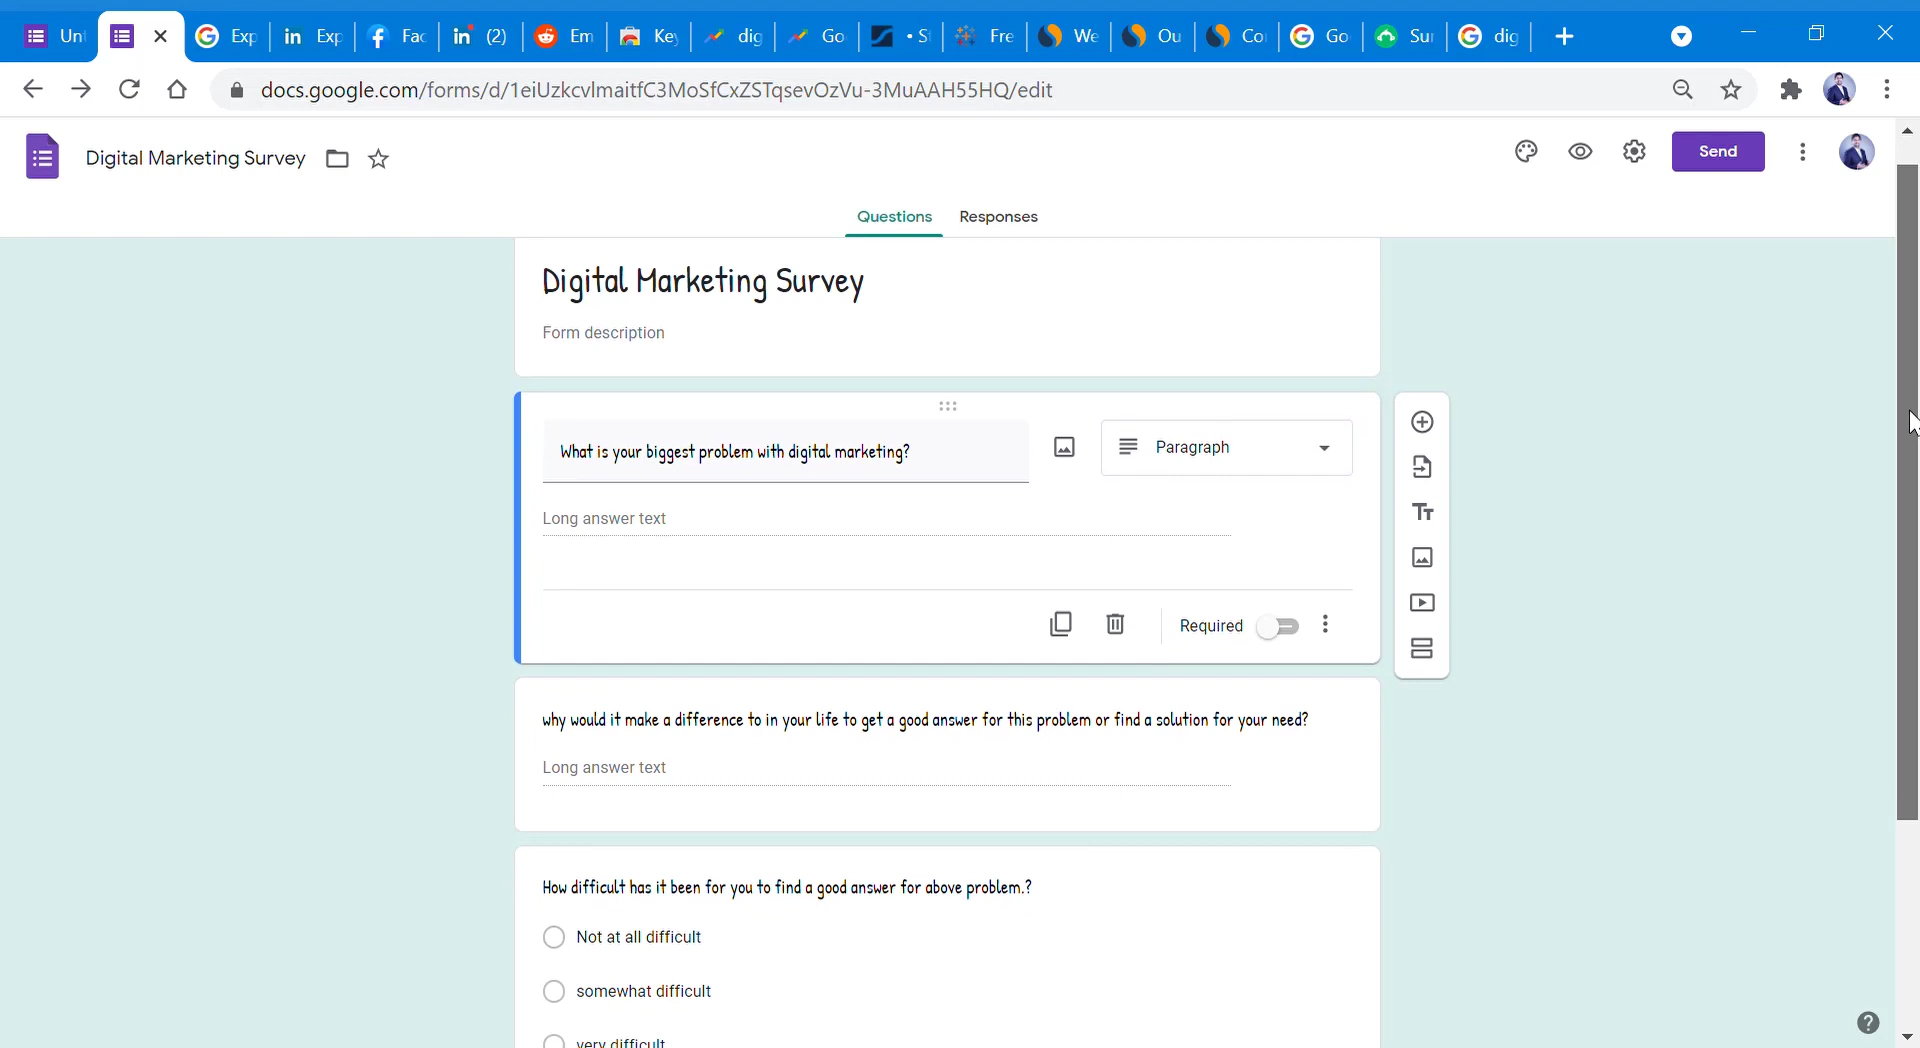 Un
Exp
Exp
Fac
(2)
Em
Key
dig
Go
• S
Fre
We
Ou
Co
Go
Sur
dig
docs.google.com/forms/d/1eiUzkcvlmaitfC3MoSfCxZSTqsevOzVu-3MuAAH55HQ/edit
Digital Marketing Survey
Send
Questions
Responses
Digital Marketing Survey
Form description
What is your biggest problem with digital marketing?
Paragraph
Long answer text
Required
why would it make a difference to in your life to get a good answer for this problem or find a solution for your need?
Long answer text
How difficult has it been for you to find a good answer for above problem.?
Not at all difficult
somewhat difficult
very difficult